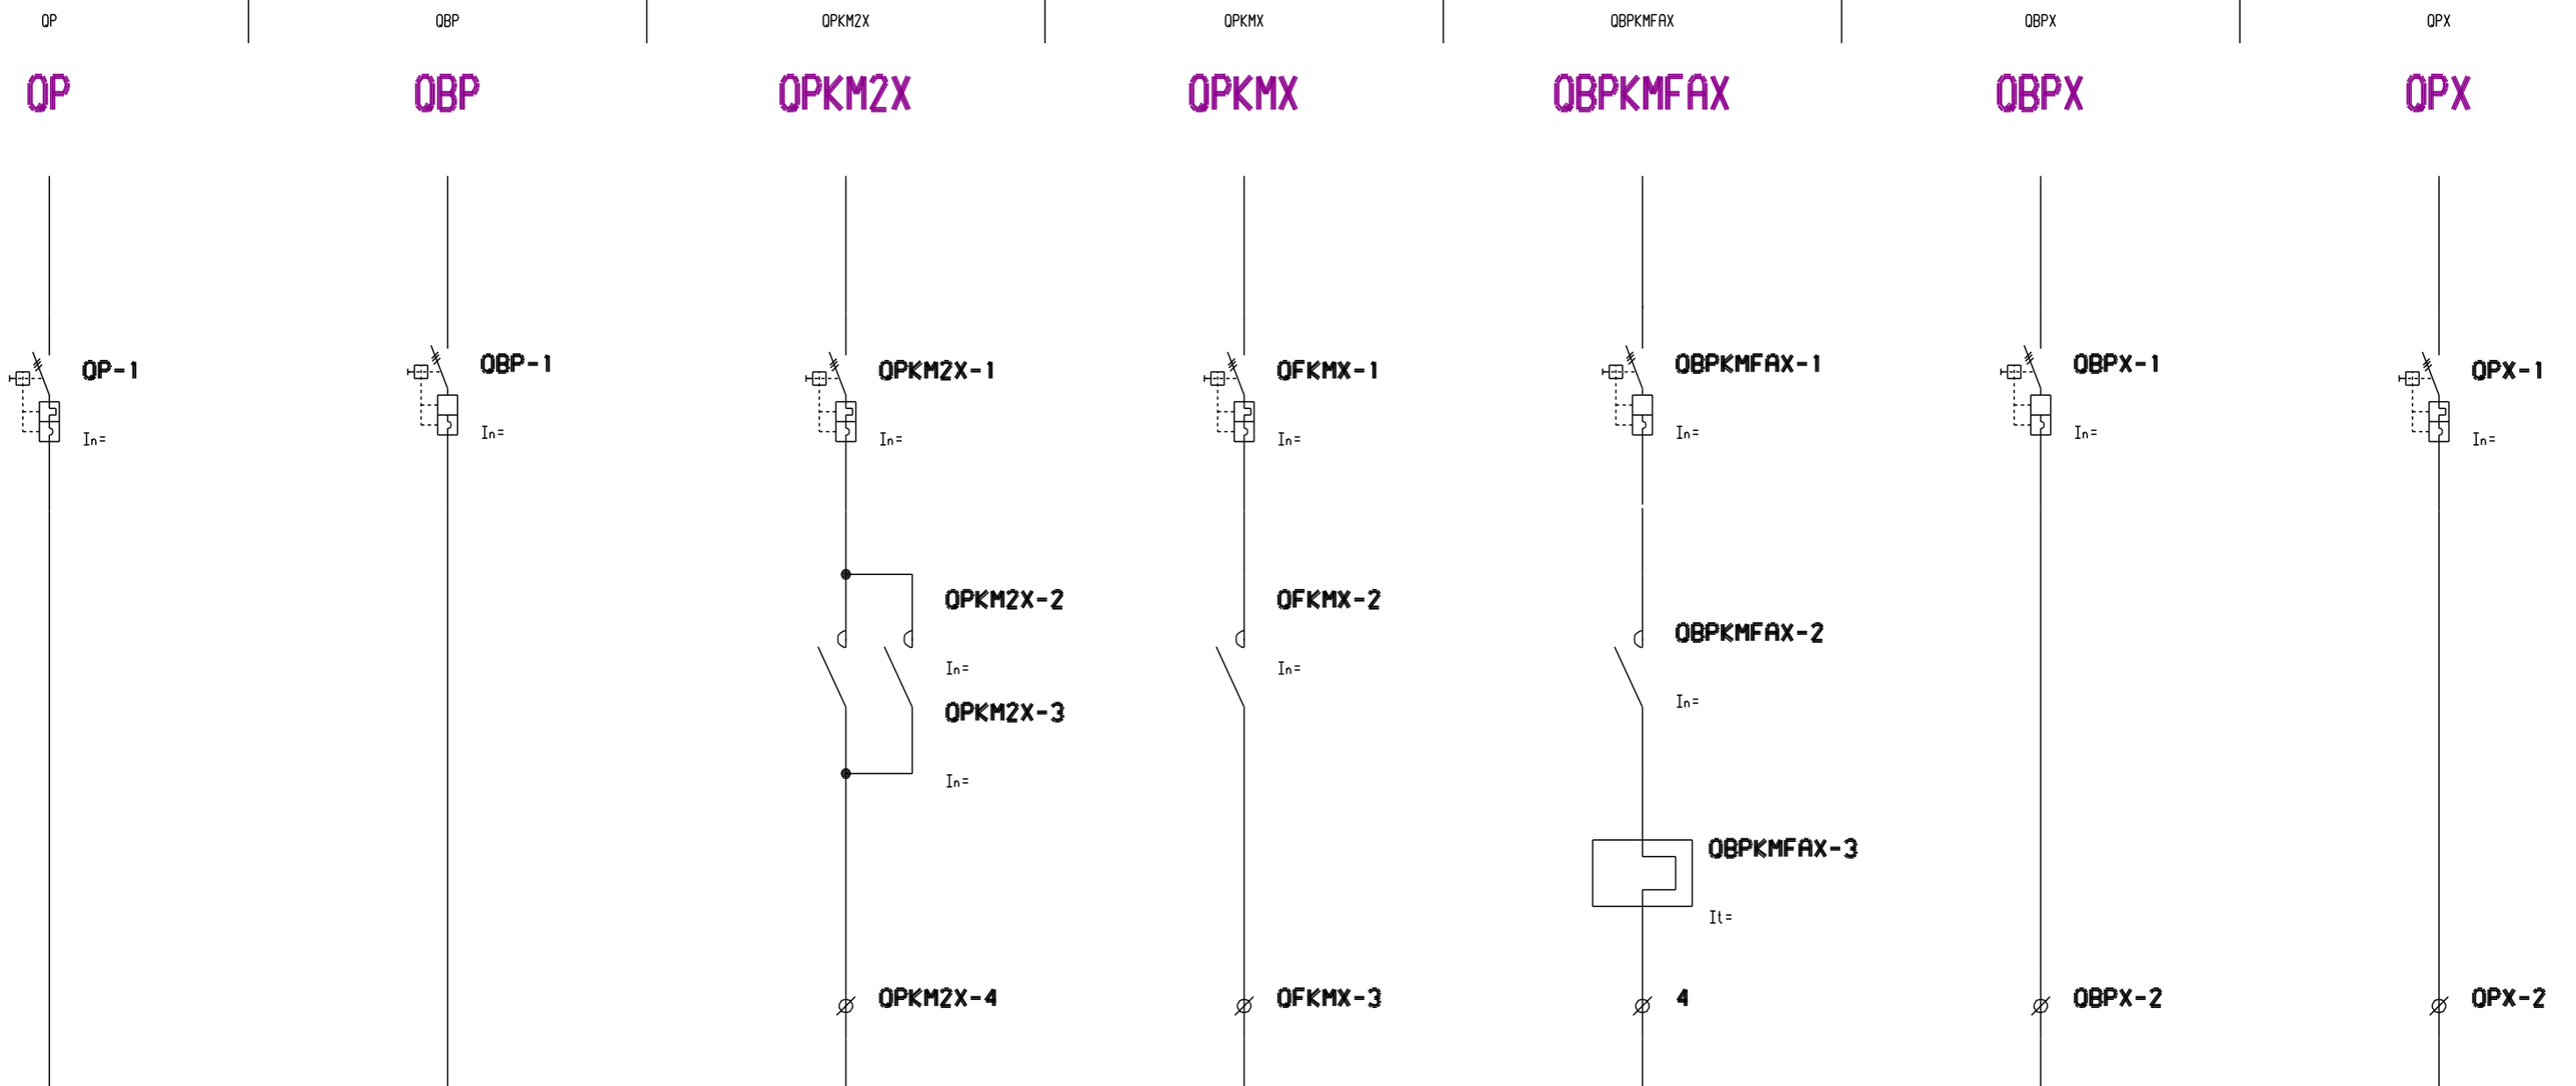 QP QBP QPKM2X QPKMX QBPKMFAX QBPX QPX
QP QBP QPKM2X QPKMX QBPKMFAX QBPX QPX
QP-1 QBP-1 QPKM2X-1 QFKMX-1 QBPKMFAX-1 QBPX-1 QPX-1
In= In= In= In= In= In= In=
QPKM2X-2 QFKMX-2 QBPKMFAX-2
In= In= In=
QPKM2X-3
In=
QBPKMFAX-3
It=
QPKM2X-4 QFKMX-3 4 QBPX-2 QPX-2